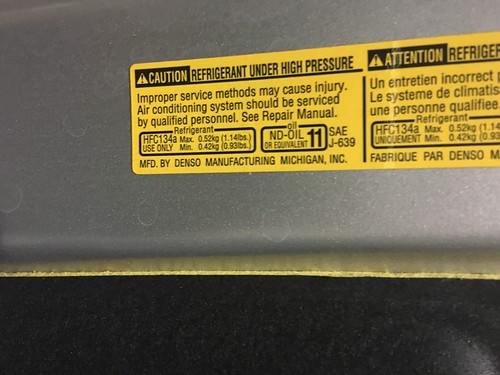 CAUTION REFRIGERANT UNDER HIGH PRESSURE
Improper service methods may cause injury.
Air conditioning system should be serviced
by qualified personnel. See Repair Manual.
Refrigerant
HFC134a Max. 0.52kg (1.14lbs.)
USE ONLY Min. 0.42kg (0.93lbs.)
oil
ND-OIL 11
OR EQUIVALENT
SAE
J-639
MFD. BY DENSO MANUFACTURING MICHIGAN, INC.
ATTENTION REFRIGER
Un entretien incorrect
Le systeme de climatis
une personne qualifiee
Refrigerant
HFC134a Max. 0.52kg (1.14
UNIQUEMENT Min. 0.42kg (0.93
FABRIQUE PAR DENSO M